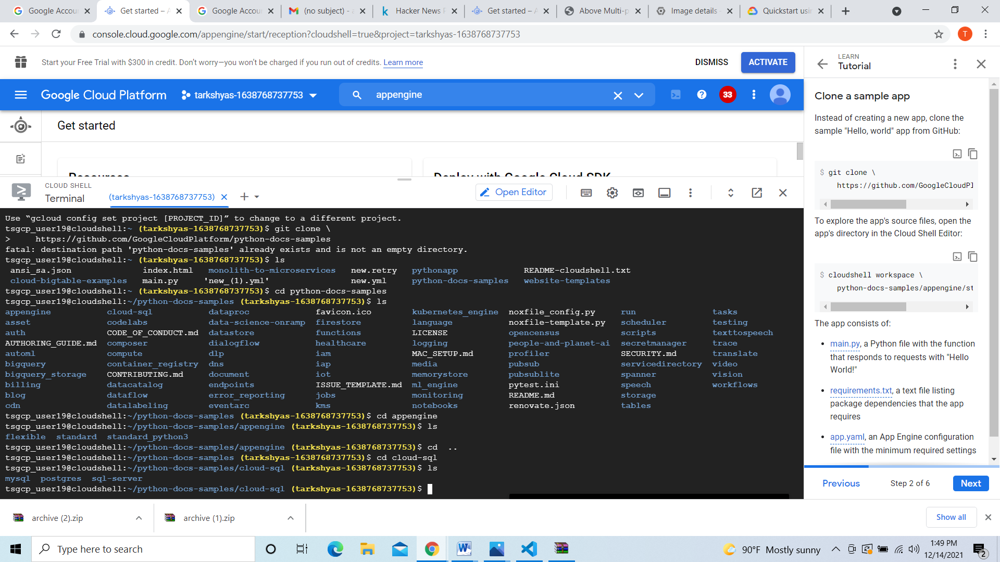 Google Accou
Get started – A
Google Accou
(no subject) - a
Hacker News R
Get started – A
Above Multi-p
Image details -
Quickstart usin
console.cloud.google.com/appengine/start/reception?cloudshell=true&project=tarkshyas-1638768737753
T
Start your Free Trial with $300 in credit. Don't worry—you won't be charged if you run out of credits. Learn more
DISMISS
ACTIVATE
Google Cloud Platform
tarkshyas-1638768737753
appengine
33
Get started
Resources
Deploy with Google Cloud SDK
CLOUD SHELL
Terminal
(tarkshyas-1638768737753)
Open Editor
Use “gcloud config set project [PROJECT_ID]” to change to a different project.
tsgcp_user19@cloudshell:~ (tarkshyas-1638768737753)$ git clone \
>     https://github.com/GoogleCloudPlatform/python-docs-samples
fatal: destination path 'python-docs-samples' already exists and is not an empty directory.
tsgcp_user19@cloudshell:~ (tarkshyas-1638768737753)$ ls
ansi_sa.json index.html monolith-to-microservices new.retry pythonapp README-cloudshell.txt
cloud-bigtable-examples main.py 'new_(1).yml' new.yml python-docs-samples website-templates
tsgcp_user19@cloudshell:~ (tarkshyas-1638768737753)$ cd python-docs-samples
tsgcp_user19@cloudshell:~/python-docs-samples (tarkshyas-1638768737753)$ ls
appengine cloud-sql dataproc favicon.ico kubernetes_engine noxfile_config.py run tasks
asset codelabs data-science-onramp firestore language noxfile-template.py scheduler testing
auth CODE_OF_CONDUCT.md datastore functions LICENSE opencensus scripts texttospeech
AUTHORING_GUIDE.md composer dialogflow healthcare logging people-and-planet-ai secretmanager trace
automl compute dlp iam MAC_SETUP.md profiler SECURITY.md translate
bigquery container_registry dns iap media pubsub servicedirectory video
bigquery_storage CONTRIBUTING.md document iot memorystore pubsublite spanner vision
billing datacatalog endpoints ISSUE_TEMPLATE.md ml_engine pytest.ini speech workflows
blog dataflow error_reporting jobs monitoring README.md storage
cdn datalabeling eventarc kms notebooks renovate.json tables
tsgcp_user19@cloudshell:~/python-docs-samples (tarkshyas-1638768737753)$ cd appengine
tsgcp_user19@cloudshell:~/python-docs-samples/appengine (tarkshyas-1638768737753)$ ls
flexible standard standard_python3
tsgcp_user19@cloudshell:~/python-docs-samples/appengine (tarkshyas-1638768737753)$ cd  ..
tsgcp_user19@cloudshell:~/python-docs-samples (tarkshyas-1638768737753)$ cd cloud-sql
tsgcp_user19@cloudshell:~/python-docs-samples/cloud-sql (tarkshyas-1638768737753)$ ls
mysql postgres sql-server
tsgcp_user19@cloudshell:~/python-docs-samples/cloud-sql (tarkshyas-1638768737753)$
LEARN
Tutorial
Clone a sample app
Instead of creating a new app, clone the
sample "Hello, world" app from GitHub:
$ git clone \
https://github.com/GoogleCloudPl
To explore the app's source files, open the
app's directory in the Cloud Shell Editor:
$ cloudshell workspace \
python-docs-samples/appengine/st
The app consists of:
• main.py, a Python file with the function
that responds to requests with "Hello
World!"
• requirements.txt, a text file listing
package dependencies that the app
requires
• app.yaml, an App Engine configuration
file with the minimum required settings
Previous
Step 2 of 6
Next
archive (2).zip
archive (1).zip
Show all
Type here to search
90°F Mostly sunny
1:49 PM
12/14/2021
2